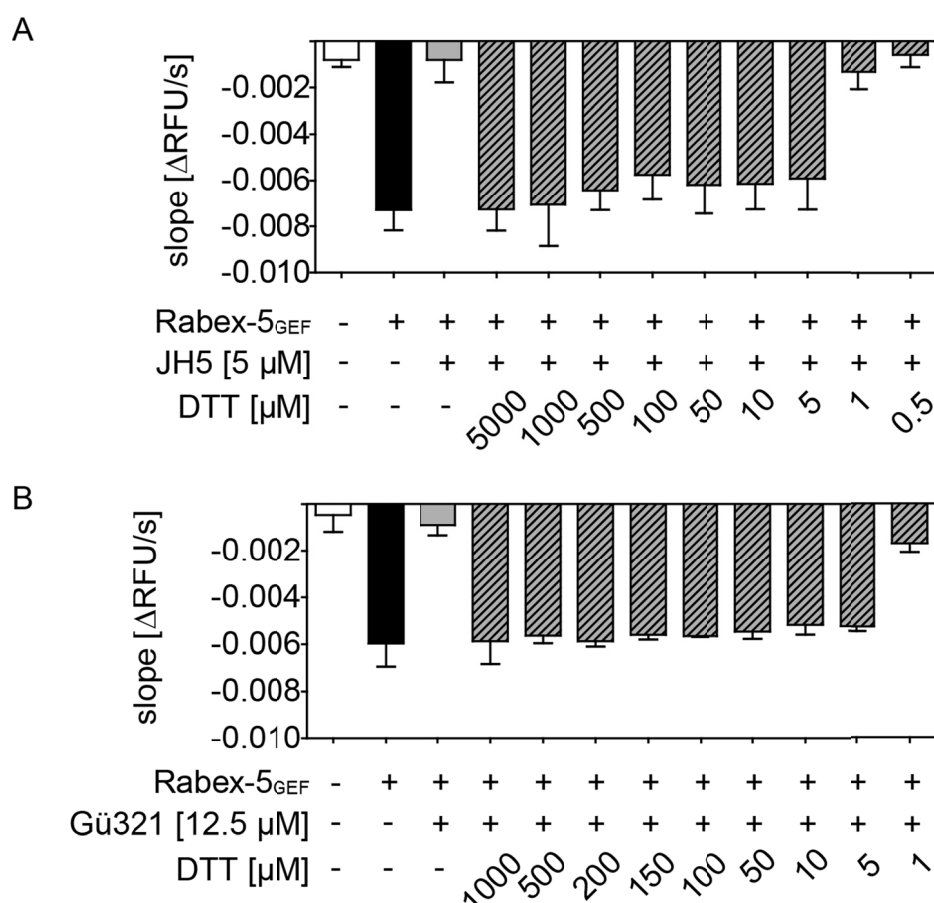 A
slope [ΔRFU/s]
-0.002
-0.004
-0.006
-0.008
-0.010
Rabex-5GEF - + + + + + + + + + + +
JH5 [5 µM] - - + + + + + + + + + +
DTT [µM] - - - 5000 1000 500 100 50 10 5 1 0.5
B
slope [ΔRFU/s]
-0.002
-0.004
-0.006
-0.008
-0.010
Rabex-5GEF - + + + + + + + + + + +
Gü321 [12.5 µM] - - + + + + + + + + + +
DTT [µM] - - - 1000 500 200 150 100 50 10 5 1